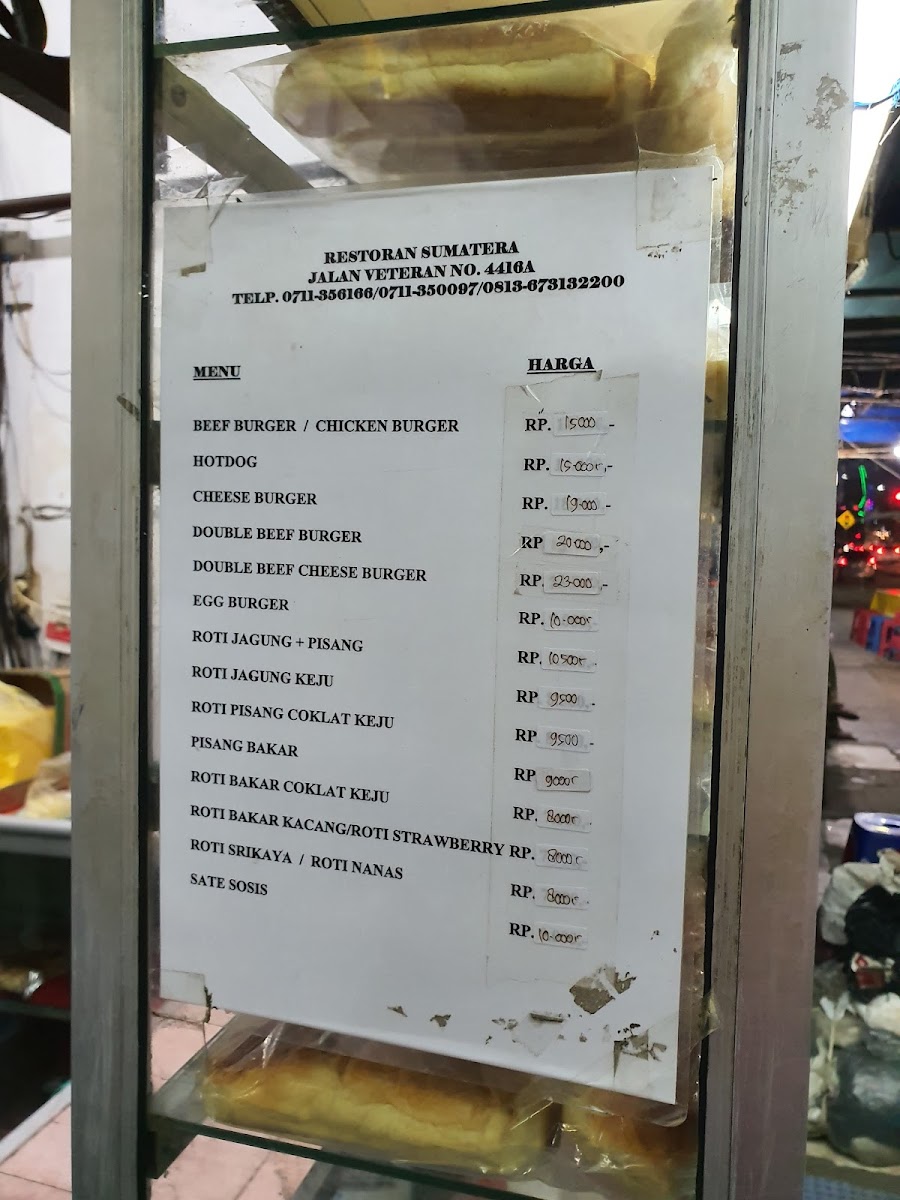 RESTORAN SUMATERA
JALAN VETERAN NO. 4416A
TELP. 0711-356166/0711-350097/0813-673132200
MENU HARGA
BEEF BURGER / CHICKEN BURGER RP. 15000 -
HOTDOG RP. 15.000,-
CHEESE BURGER RP. 19.000 -
DOUBLE BEEF BURGER RP 20.000 ,-
DOUBLE BEEF CHEESE BURGER RP. 23.000 -
EGG BURGER RP. 10.000
ROTI JAGUNG + PISANG RP. 10500 -
ROTI JAGUNG KEJU RP 9500 -
ROTI PISANG COKLAT KEJU RP 9500 -
PISANG BAKAR RP 9000
ROTI BAKAR COKLAT KEJU RP. 8000
ROTI BAKAR KACANG/ROTI STRAWBERRY RP. 8000
ROTI SRIKAYA / ROTI NANAS RP. 8000
SATE SOSIS RP. 10.000